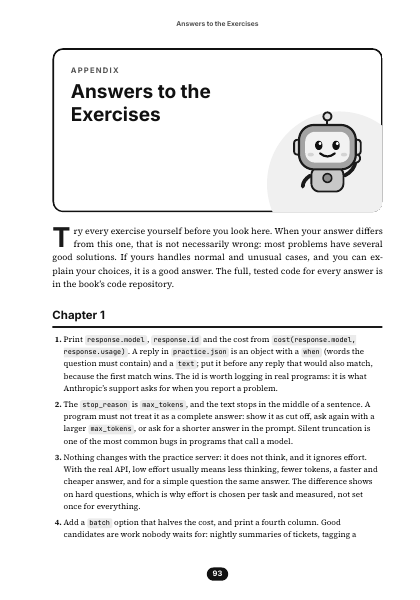 Answers to the Exercises
APPENDIX
Answers to the
Exercises
Try every exercise yourself before you look here. When your answer differs
from this one, that is not necessarily wrong: most problems have several
good solutions. If yours handles normal and unusual cases, and you can ex-
plain your choices, it is a good answer. The full, tested code for every answer is
in the book's code repository.
Chapter 1
1. Print response.model, response.id and the cost from cost(response.model,
response.usage). A reply in practice.json is an object with a when (words the
question must contain) and a text; put it before any reply that would also match,
because the first match wins. The id is worth logging in real programs: it is what
Anthropic's support asks for when you report a problem.
2. The stop_reason is max_tokens, and the text stops in the middle of a sentence. A
program must not treat it as a complete answer: show it as cut off, ask again with a
larger max_tokens, or ask for a shorter answer in the prompt. Silent truncation is
one of the most common bugs in programs that call a model.
3. Nothing changes with the practice server: it does not think, and it ignores effort.
With the real API, low effort usually means less thinking, fewer tokens, a faster and
cheaper answer, and for a simple question the same answer. The difference shows
on hard questions, which is why effort is chosen per task and measured, not set
once for everything.
4. Add a batch option that halves the cost, and print a fourth column. Good
candidates are work nobody waits for: nightly summaries of tickets, tagging a
93